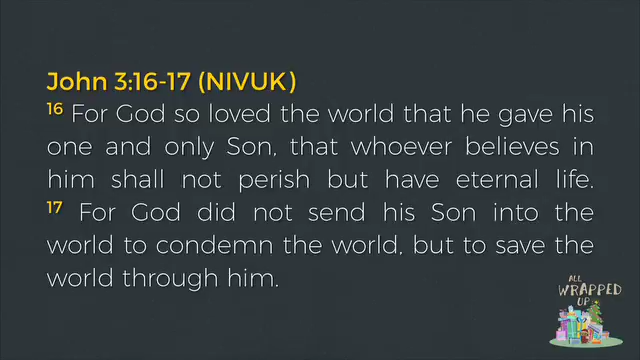 John 3:16-17 (NIVUK)
16 For God so loved the world that he gave his
one and only Son, that whoever believes in
him shall not perish but have eternal life.
17 For God did not send his Son into the
world to condemn the world, but to save the
world through him.
ALL
WRAPPED
UP